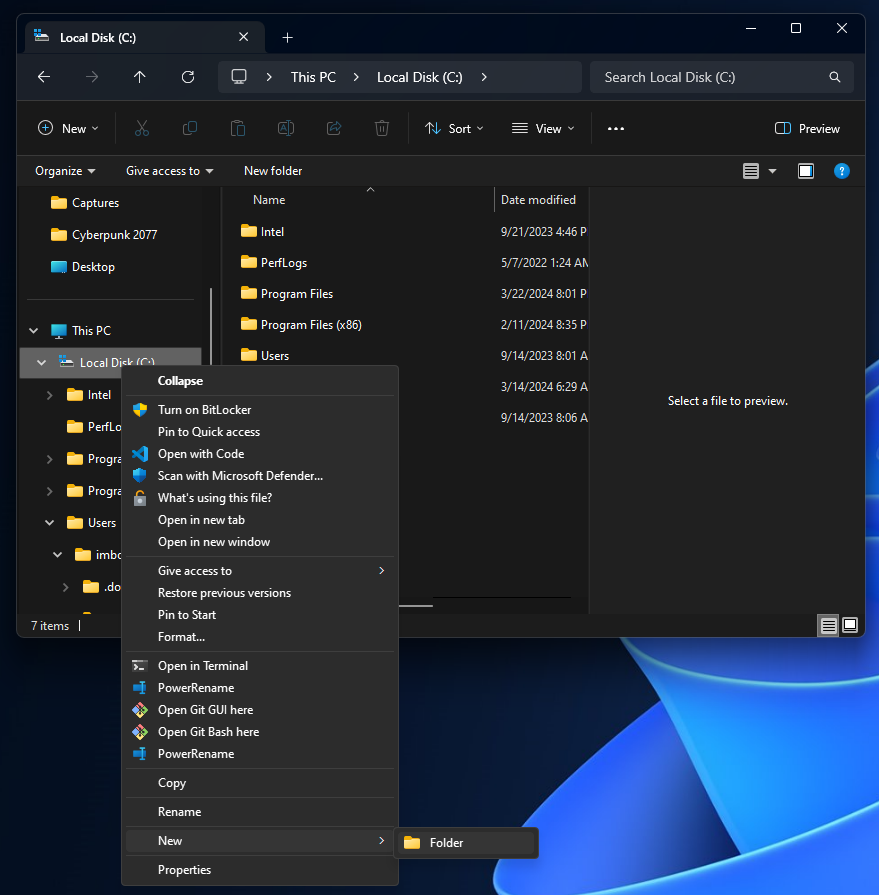 Local Disk (C:)
This PC Local Disk (C:) Search Local Disk (C:)
New Sort View Preview
Organize Give access to New folder
Captures
Cyberpunk 2077
Desktop
This PC
Local Disk (C:)
Intel
PerfLo
Progra
Progra
Users
imbo
.do
7 items
Name Date modified
Intel 9/21/2023 4:46 P
PerfLogs 5/7/2022 1:24 AM
Program Files 3/22/2024 8:01 P
Program Files (x86) 2/11/2024 8:35 P
Users 9/14/2023 8:01 A
3/14/2024 6:29 A
9/14/2023 8:06 A
Select a file to preview.
Collapse
Turn on BitLocker
Pin to Quick access
Open with Code
Scan with Microsoft Defender...
What's using this file?
Open in new tab
Open in new window
Give access to
Restore previous versions
Pin to Start
Format...
Open in Terminal
PowerRename
Open Git GUI here
Open Git Bash here
PowerRename
Copy
Rename
New
Folder
Properties